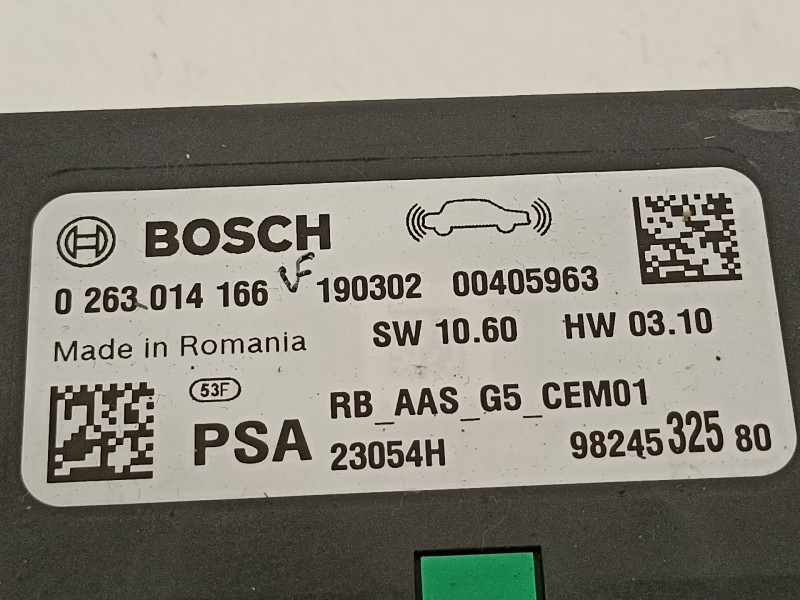 BOSCH
0 263 014 166 VF 190302 00405963
SW 10.60 HW 03.10
Made in Romania
53F
RB_AAS_G5_CEM01
PSA 23054H 98245 325 80